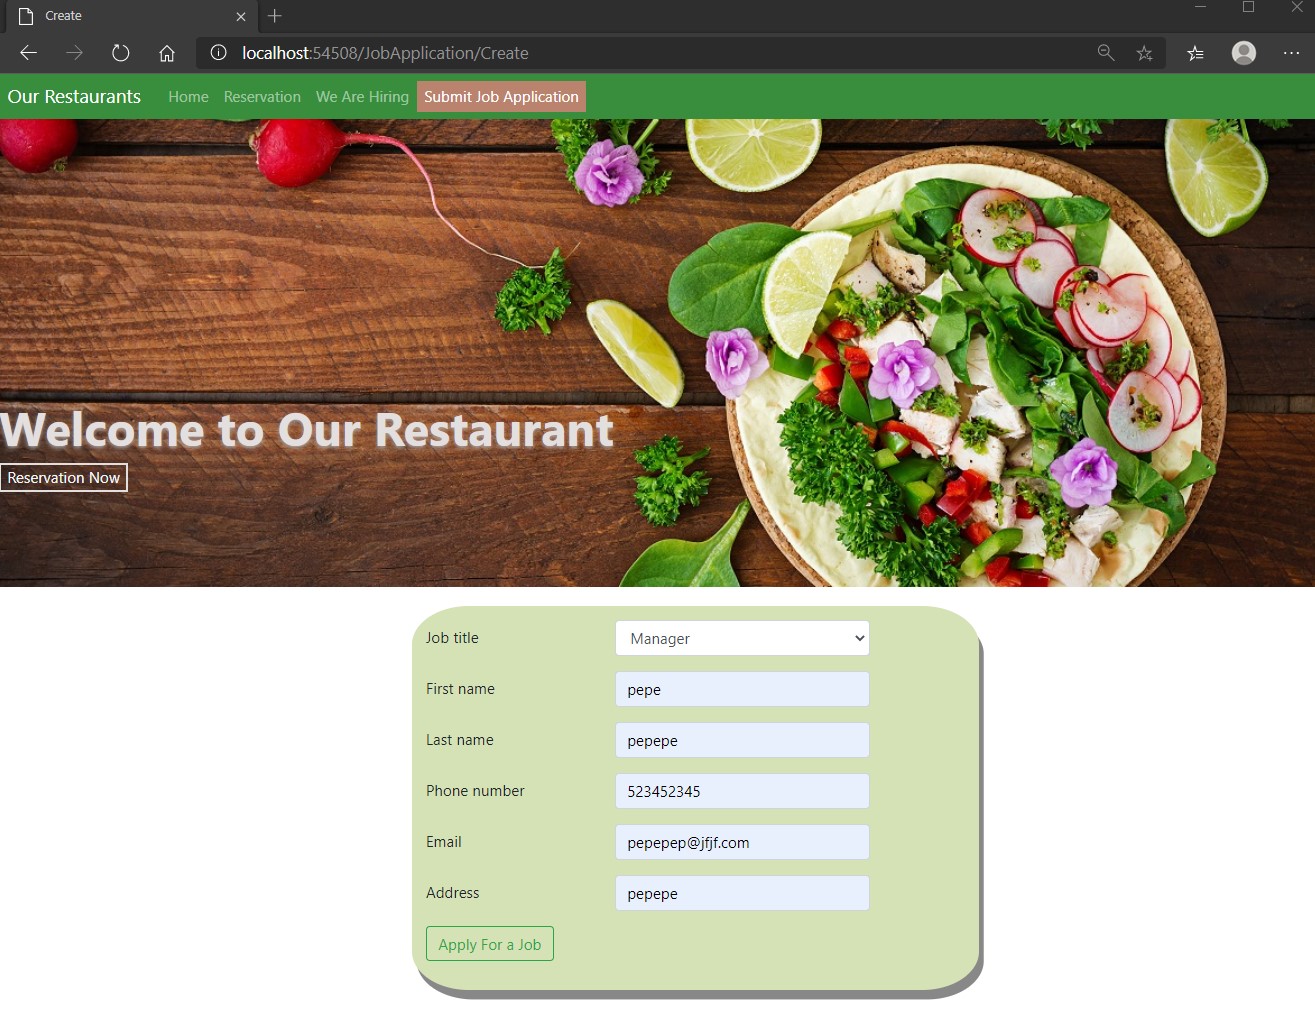 Create
localhost:54508/JobApplication/Create
Our Restaurants Home Reservation We Are Hiring Submit Job Application
Welcome to Our Restaurant
Reservation Now
Job title Manager
First name pepe
Last name pepepe
Phone number 523452345
Email pepepep@jfjf.com
Address pepepe
Apply For a Job